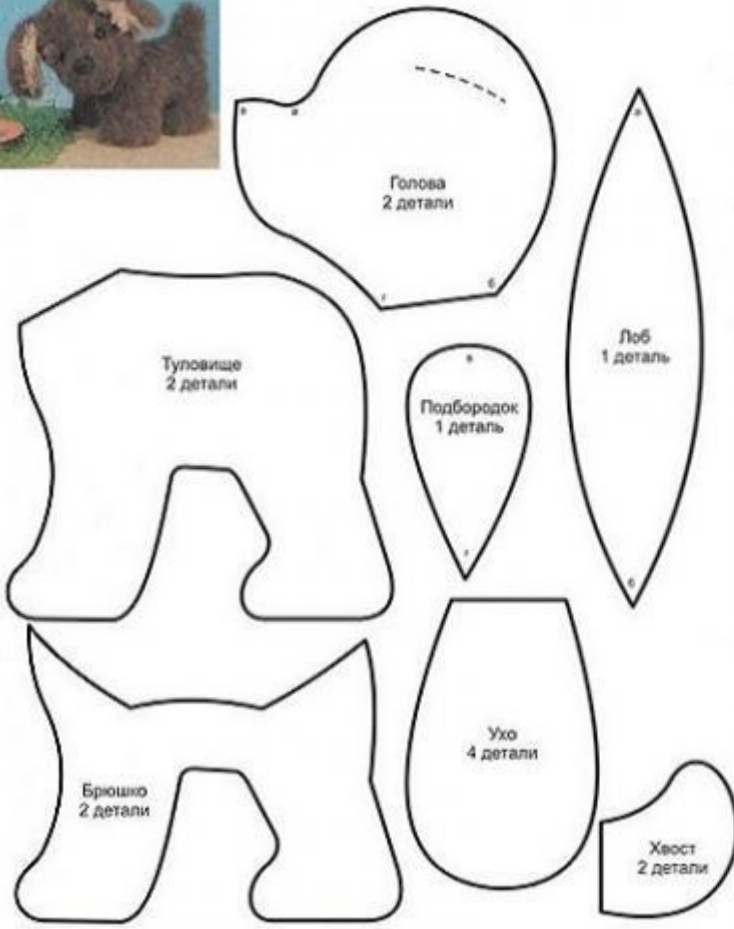 в
а
Голова
2 детали
г
б
а
Лоб
1 деталь
б
Туловище
2 детали
в
Подбородок
1 деталь
г
Брюшко
2 детали
Ухо
4 детали
Хвост
2 детали